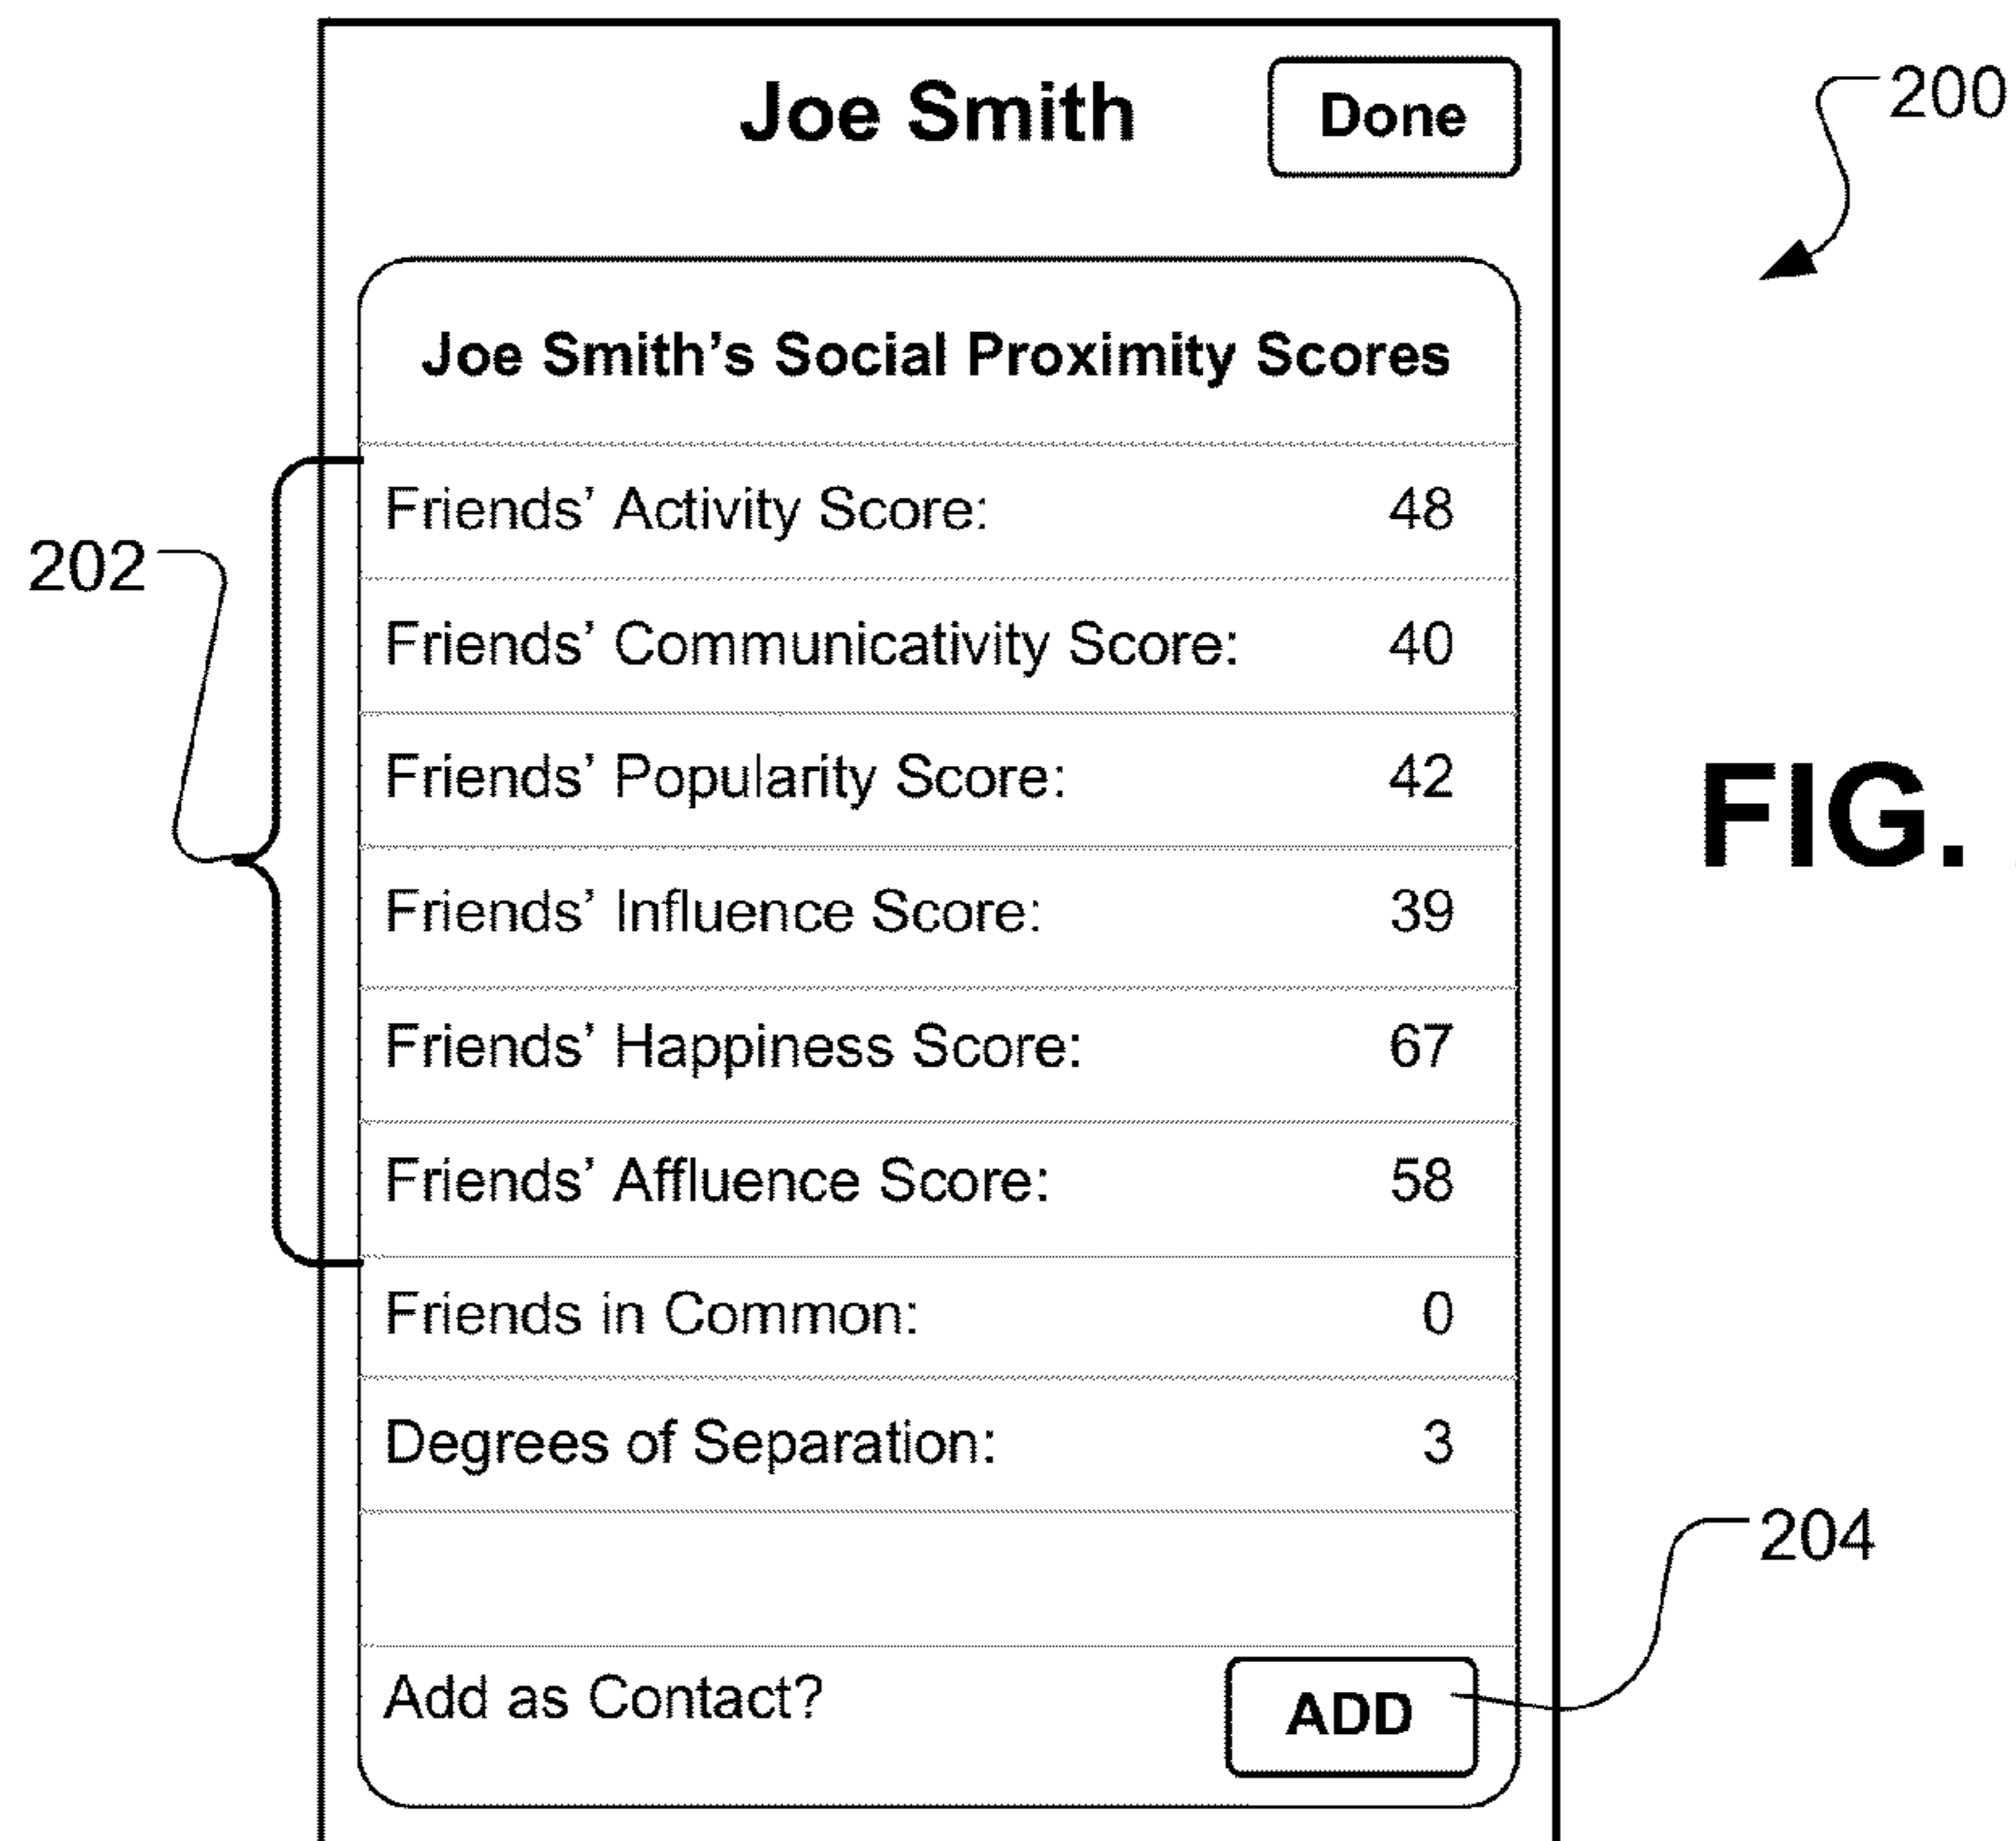 Joe Smith Done
200
Joe Smith’s Social Proximity Scores
Friends’ Activity Score: 48
202
Friends’ Communicativity Score: 40
Friends’ Popularity Score: 42
FIG.
Friends’ Influence Score: 39
Friends’ Happiness Score: 67
Friends’ Affluence Score: 58
Friends in Common: 0
Degrees of Separation: 3
204
Add as Contact? ADD